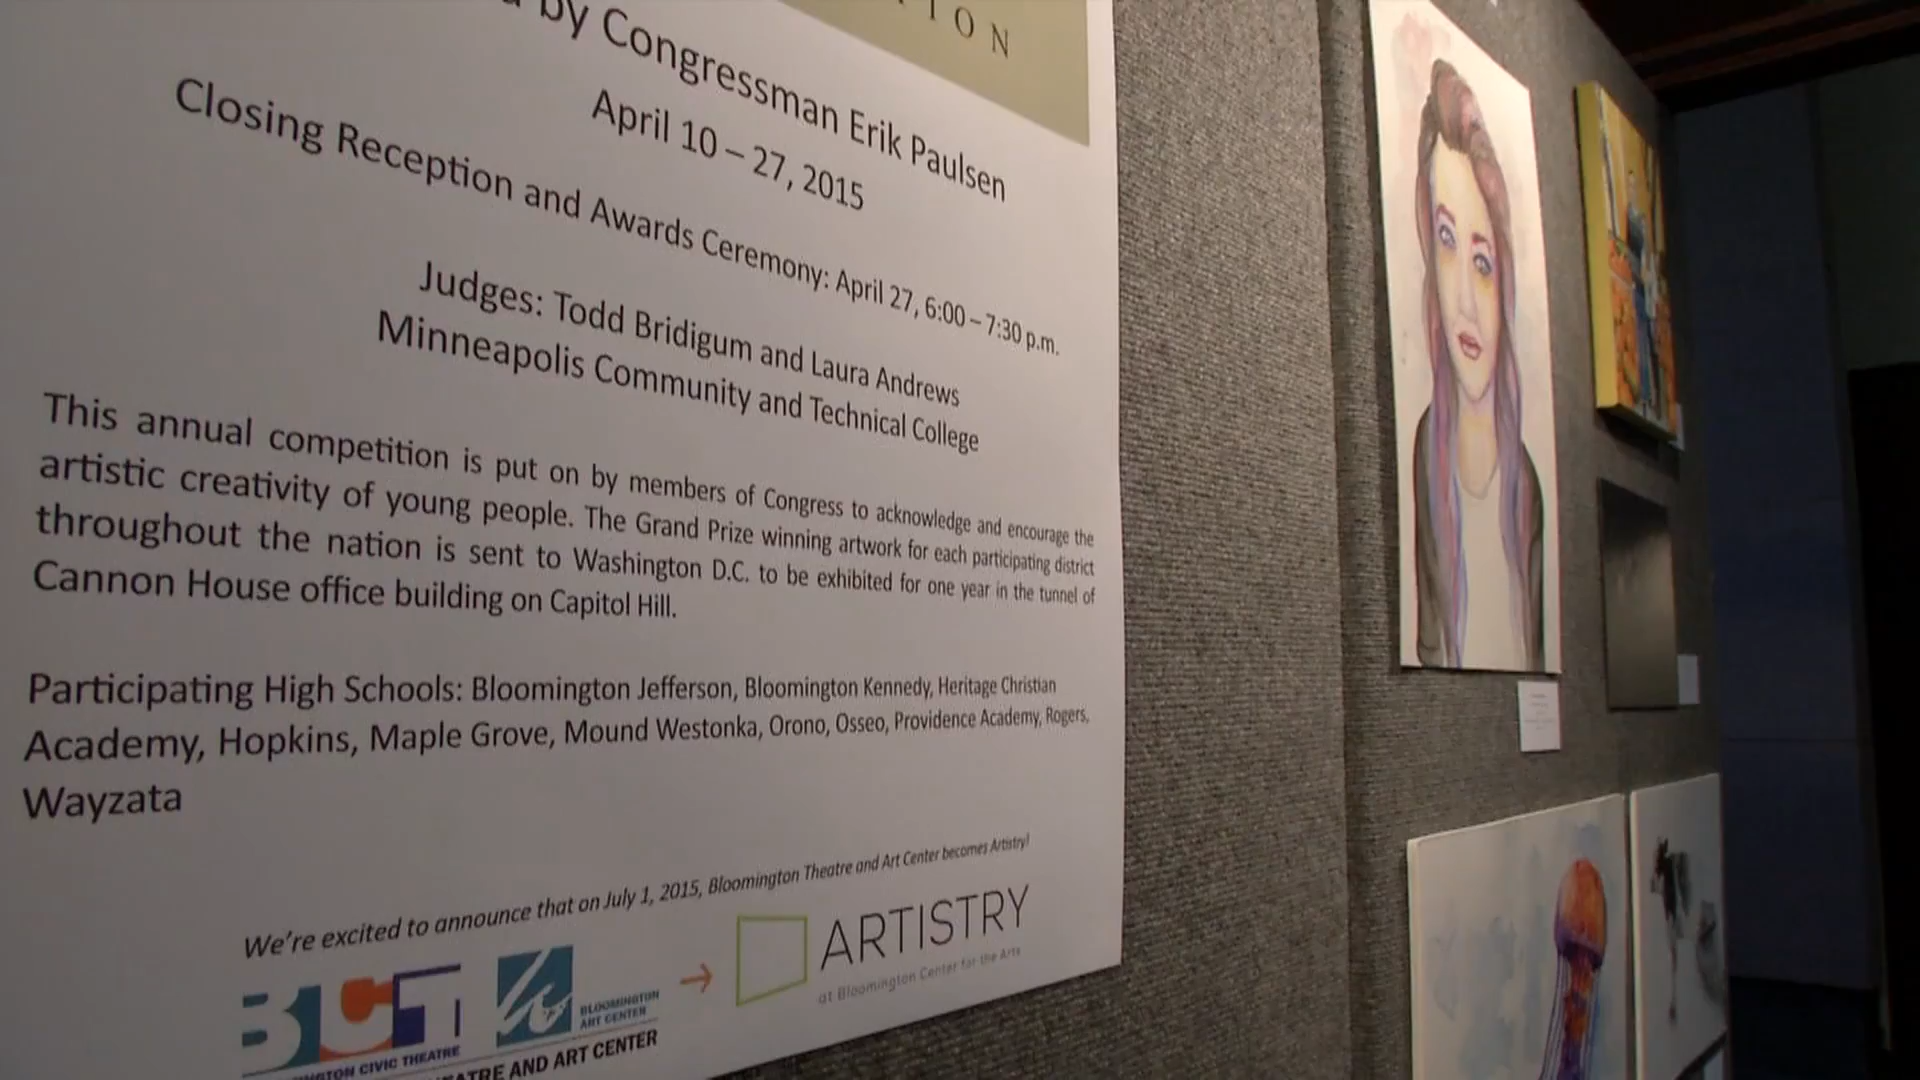 ION
by Congressman Erik Paulsen
April 10 – 27, 2015
Closing Reception and Awards Ceremony: April 27, 6:00 – 7:30 p.m.
Judges: Todd Bridigum and Laura Andrews
Minneapolis Community and Technical College
This annual competition is put on by members of Congress to acknowledge and encourage the
artistic creativity of young people. The Grand Prize winning artwork for each participating district
throughout the nation is sent to Washington D.C. to be exhibited for one year in the tunnel of
Cannon House office building on Capitol Hill.
Participating High Schools: Bloomington Jefferson, Bloomington Kennedy, Heritage Christian
Academy, Hopkins, Maple Grove, Mound Westonka, Orono, Osseo, Providence Academy, Rogers,
Wayzata
We're excited to announce that on July 1, 2015, Bloomington Theatre and Art Center becomes Artistry!
BCT
NGTON CIVIC THEATRE
BLOOMINGTON
ART CENTER
ATRE AND ART CENTER
ARTISTRY
at Bloomington Center for the Arts